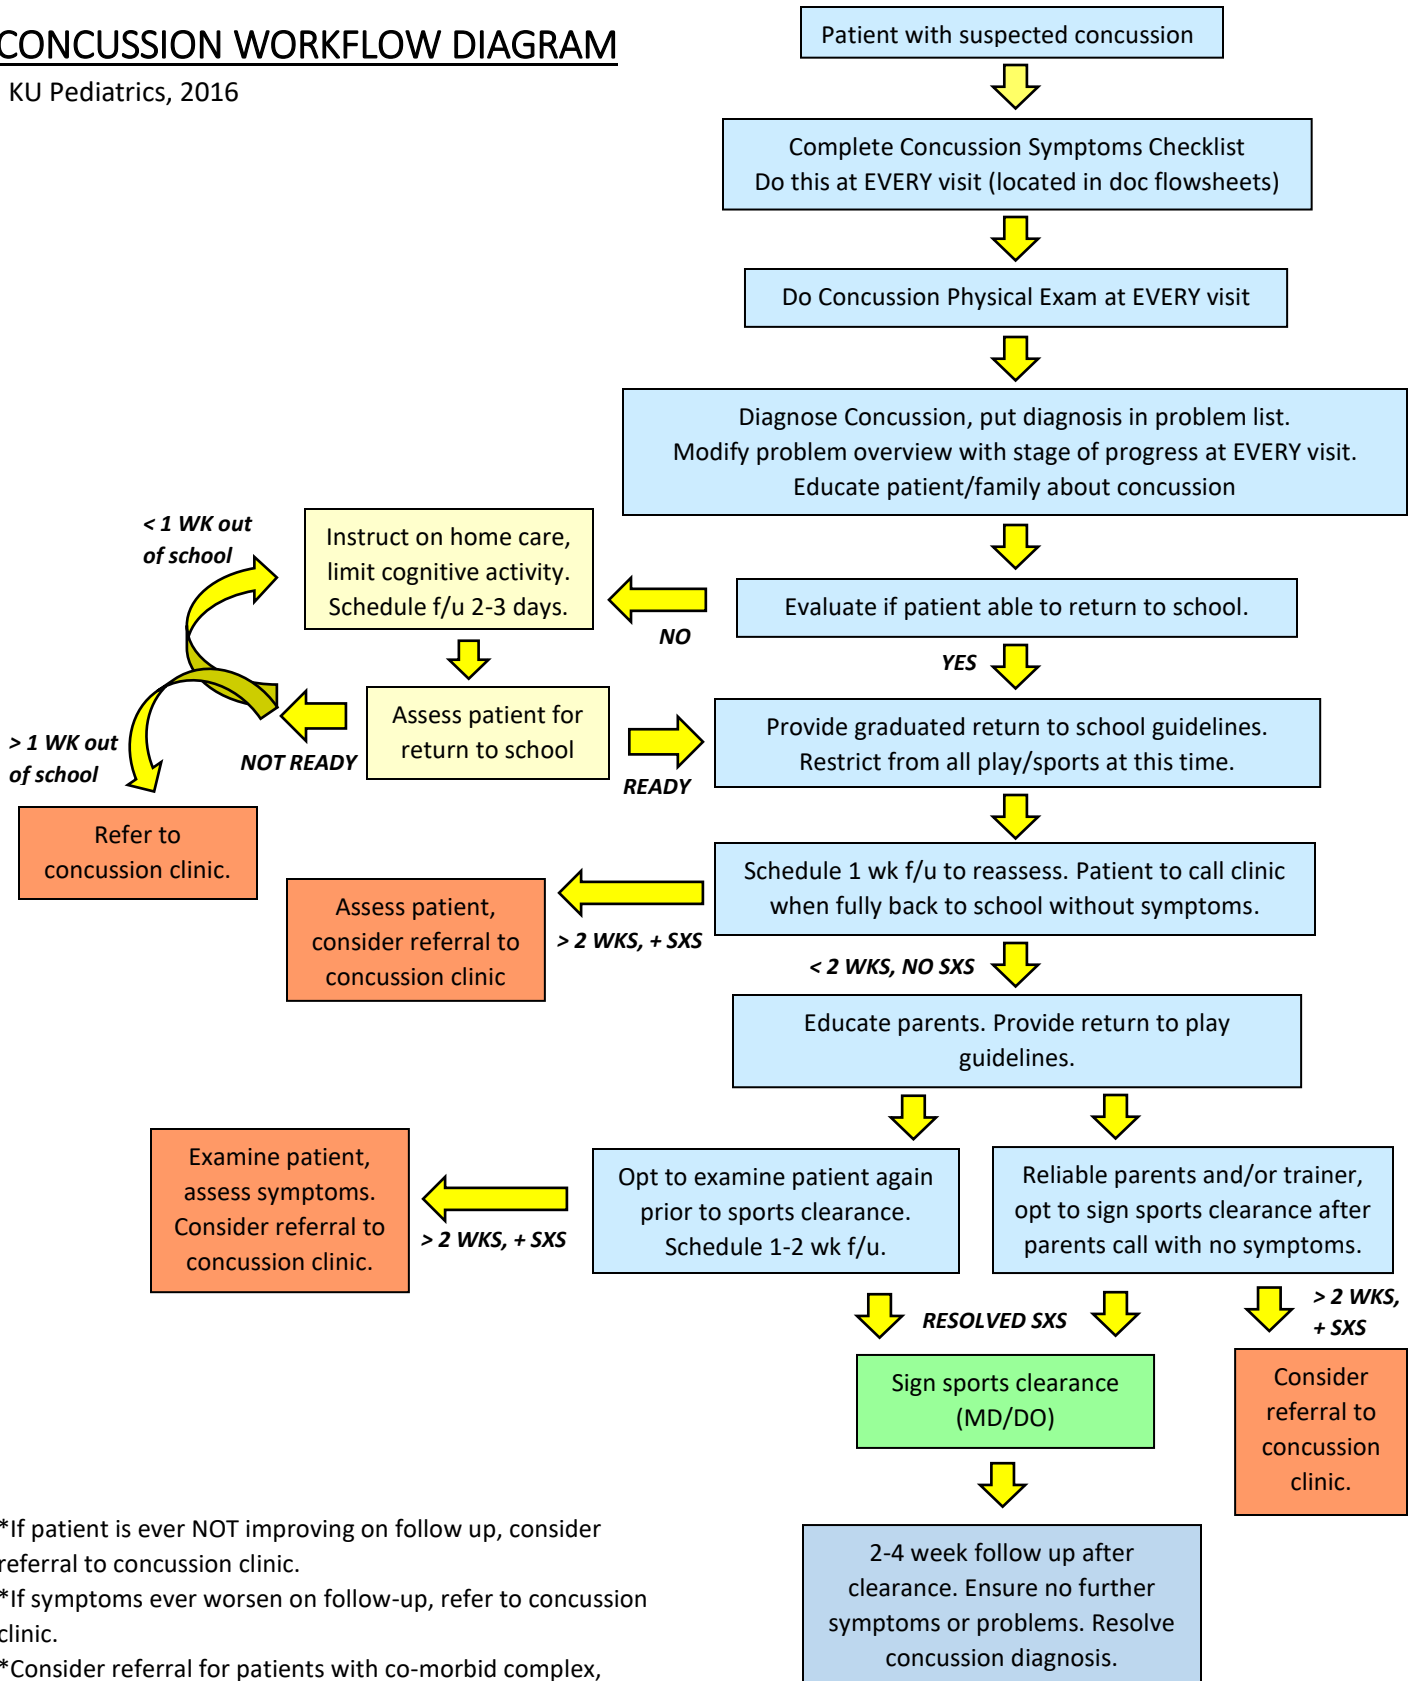 CONCUSSION WORKFLOW DIAGRAM
KU Pediatrics, 2016
Patient with suspected concussion
Complete Concussion Symptoms Checklist
Do this at EVERY visit (located in doc flowsheets)
Do Concussion Physical Exam at EVERY visit
Diagnose Concussion, put diagnosis in problem list.
Modify problem overview with stage of progress at EVERY visit.
Educate patient/family about concussion
Evaluate if patient able to return to school.
NO
YES
Instruct on home care,
limit cognitive activity.
Schedule f/u 2-3 days.
< 1 WK out
of school
Assess patient for
return to school
NOT READY
READY
> 1 WK out
of school
Refer to
concussion clinic.
Provide graduated return to school guidelines.
Restrict from all play/sports at this time.
Schedule 1 wk f/u to reassess. Patient to call clinic
when fully back to school without symptoms.
> 2 WKS, + SXS
Assess patient,
consider referral to
concussion clinic
< 2 WKS, NO SXS
Educate parents. Provide return to play
guidelines.
Opt to examine patient again
prior to sports clearance.
Schedule 1-2 wk f/u.
> 2 WKS, + SXS
Examine patient,
assess symptoms.
Consider referral to
concussion clinic.
Reliable parents and/or trainer,
opt to sign sports clearance after
parents call with no symptoms.
RESOLVED SXS
> 2 WKS,
+ SXS
Sign sports clearance
(MD/DO)
Consider
referral to
concussion
clinic.
2-4 week follow up after
clearance. Ensure no further
symptoms or problems. Resolve
concussion diagnosis.
*If patient is ever NOT improving on follow up, consider
referral to concussion clinic.
*If symptoms ever worsen on follow-up, refer to concussion
clinic.
*Consider referral for patients with co-morbid complex,